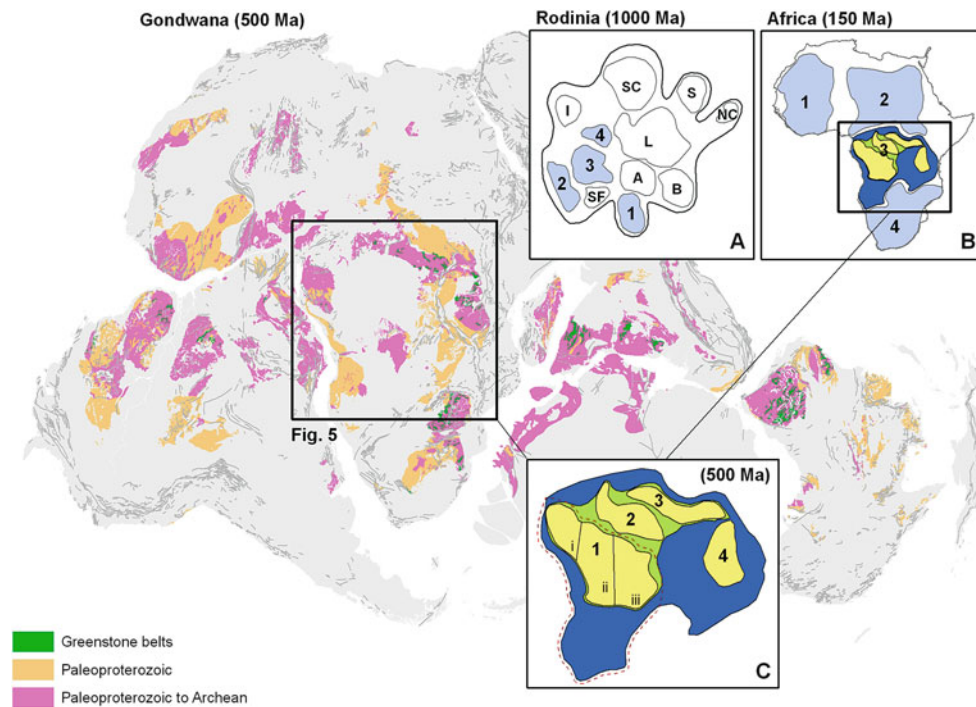 Gondwana (500 Ma)
Rodinia (1000 Ma)
Africa (150 Ma)
SC
S
NC
I
4
L
3
2
A
SF
B
1
A
1
2
3
4
B
Fig. 5
(500 Ma)
3
2
1
4
i
ii
iii
C
Greenstone belts
Paleoproterozoic
Paleoproterozoic to Archean